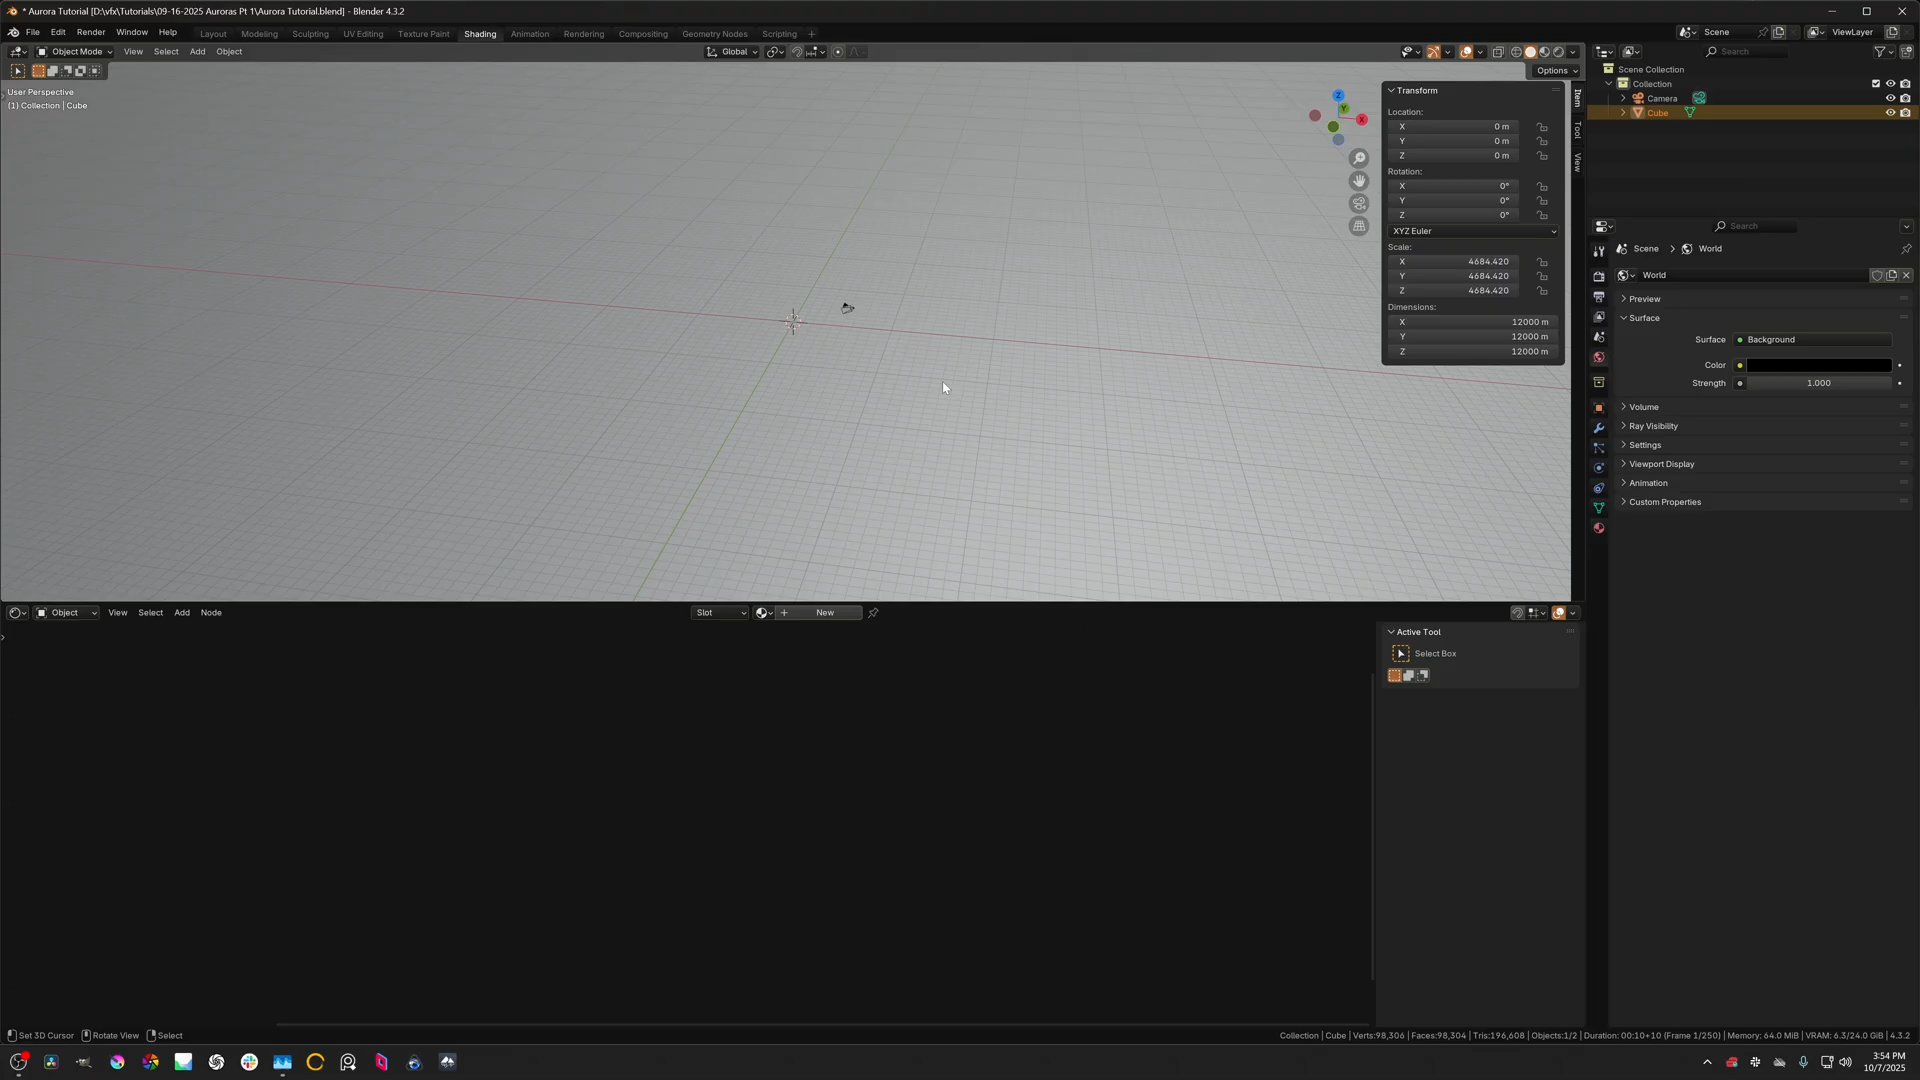 * Aurora Tutorial [D:\vfx\Tutorials\09-16-2025 Auroras Pt 1\Aurora Tutorial.blend] - Blender 4.3.2
File Edit Render Window Help Layout Modeling Sculpting UV Editing Texture Paint Shading Animation Rendering Compositing Geometry Nodes Scripting + Scene ViewLayer
Object Mode View Select Add Object Global Search
Options
User Perspective
(1) Collection | Cube
Z
Y
X
Transform
Location:
X 0 m
Y 0 m
Z 0 m
Rotation:
X 0°
Y 0°
Z 0°
XYZ Euler
Scale:
X 4684.420
Y 4684.420
Z 4684.420
Dimensions:
X 12000 m
Y 12000 m
Z 12000 m
Item
Tool
View
Scene Collection
Collection
Camera
Cube
Search
Scene > World
World
Preview
Surface
Surface Background
Color
Strength 1.000
Volume
Ray Visibility
Settings
Viewport Display
Animation
Custom Properties
Object View Select Add Node Slot + New
Active Tool
Select Box
Set 3D Cursor Rotate View Select
Collection | Cube | Verts:98,306 | Faces:98,304 | Tris:196,608 | Objects:1/2 | Duration: 00:10+10 (Frame 1/250) | Memory: 64.0 MiB | VRAM: 6.3/24.0 GiB | 4.3.2
3:54 PM
10/7/2025